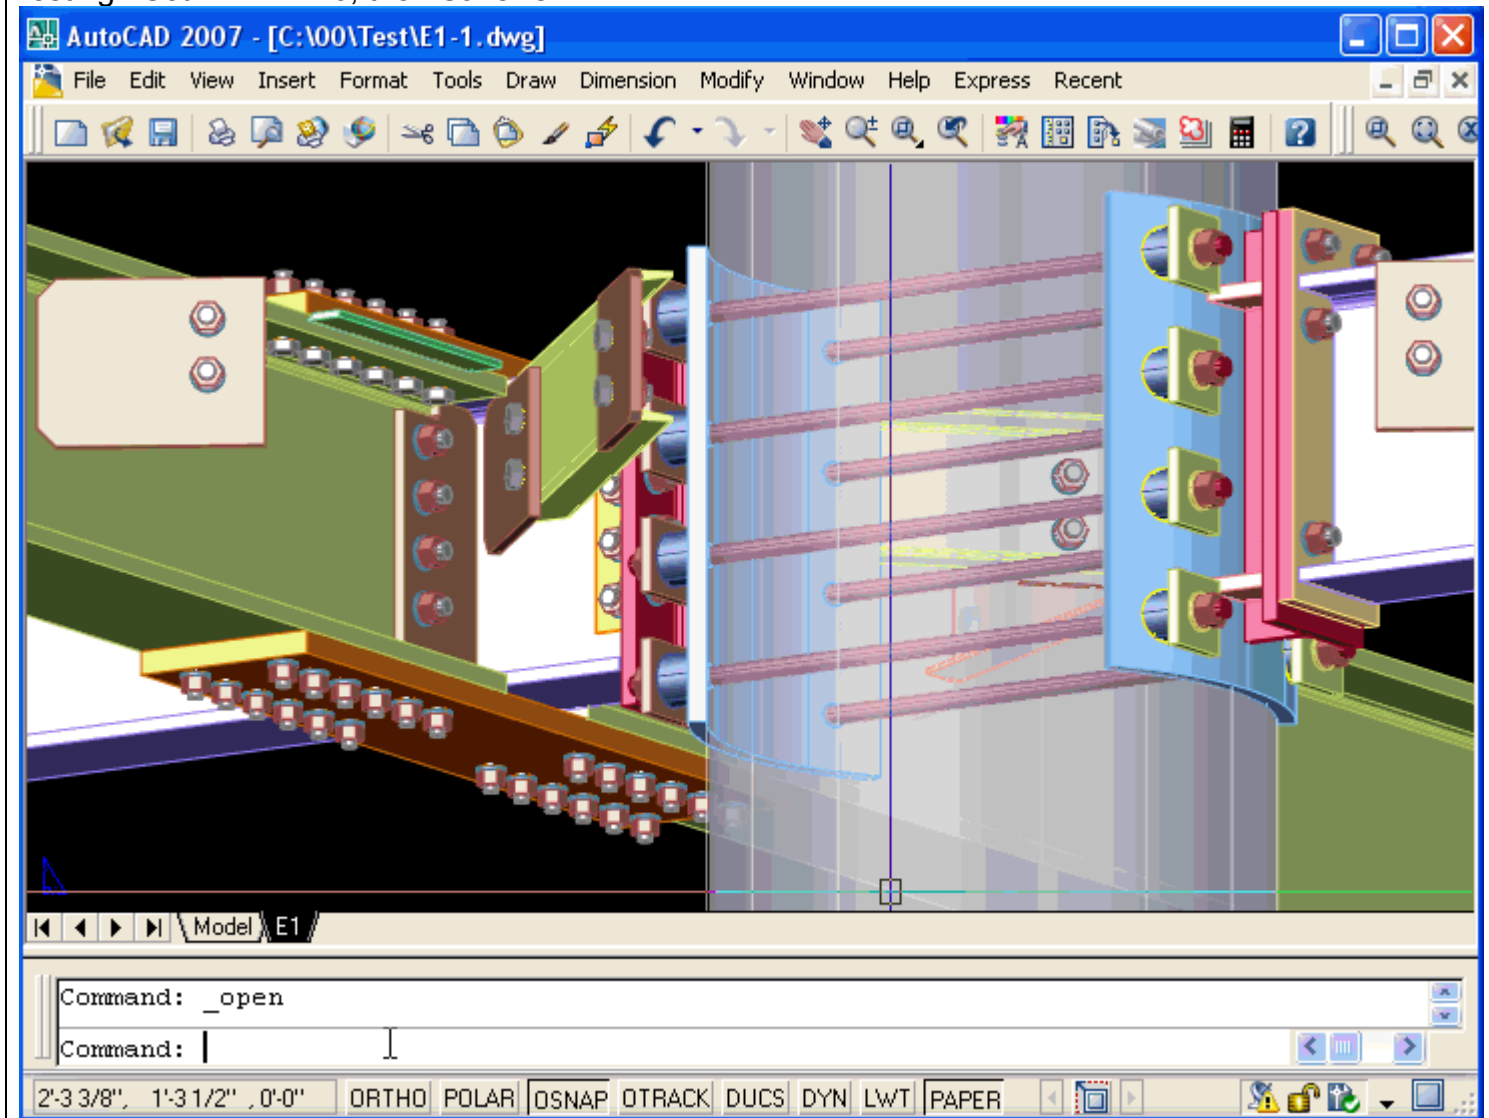 AutoCAD 2007 - [C:\00\Test\E1-1.dwg]
File Edit View Insert Format Tools Draw Dimension Modify Window Help Express Recent
Model E1
Command: _open
Command:
2'-3 3/8", 1'-3 1/2" , 0'-0" ORTHO POLAR OSNAP OTRACK DUCS DYN LWT PAPER